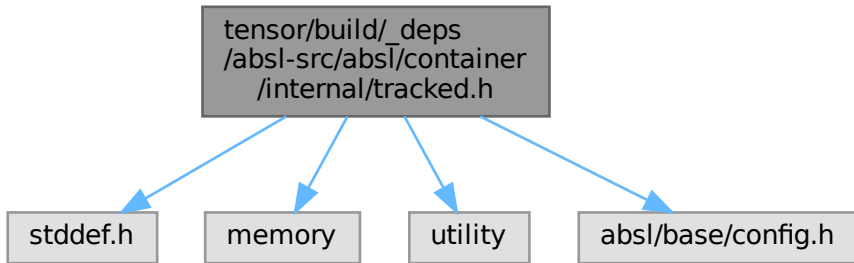 tensor/build/_deps
/absl-src/absl/container
/internal/tracked.h
stddef.h
memory
utility
absl/base/config.h